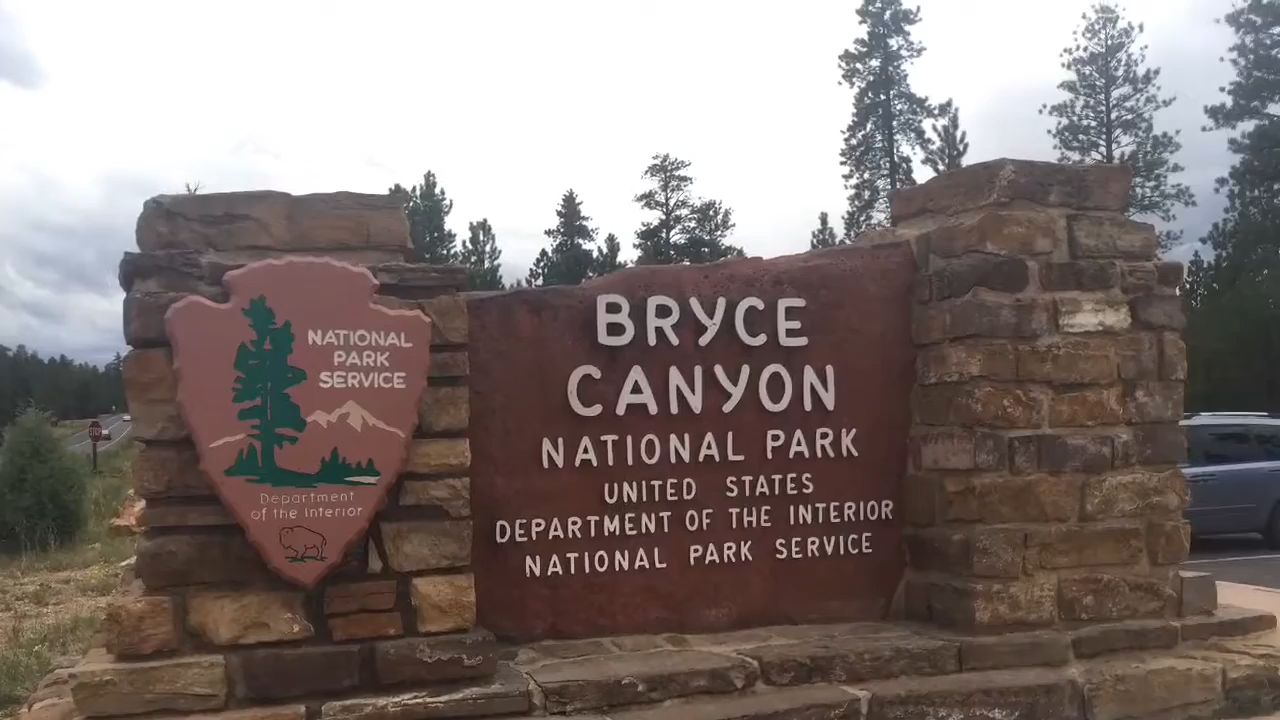 NATIONAL
PARK
SERVICE
Department
of the Interior
BRYCE
CANYON
NATIONAL PARK
UNITED STATES
DEPARTMENT OF THE INTERIOR
NATIONAL PARK SERVICE
STOP